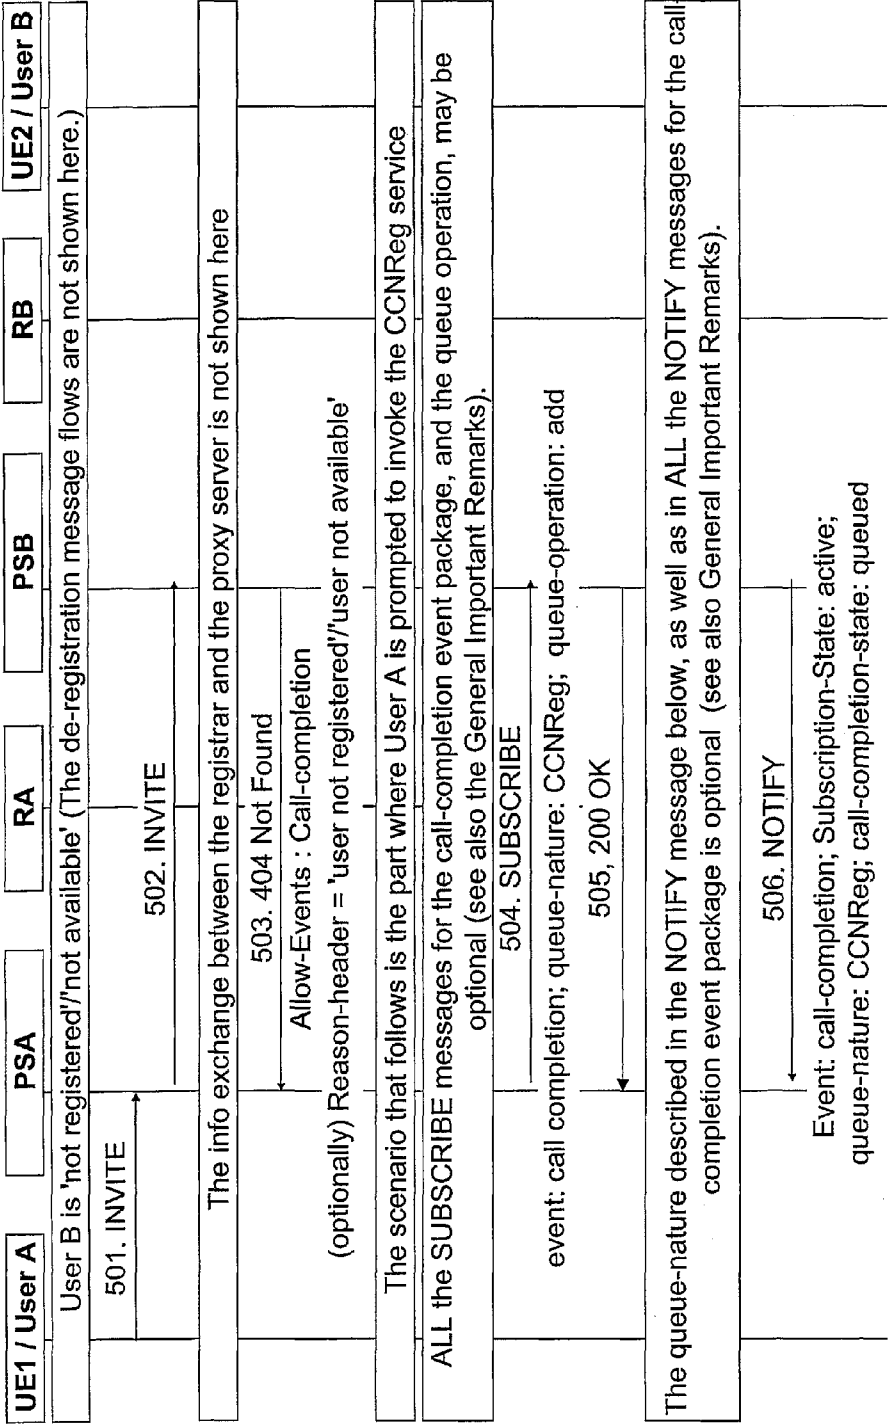 UE1 / User A
PSA
RA
PSB
RB
UE2 / User B
User B is 'not registered'/'not available' (The de-registration message flows are not shown here.)
501. INVITE
502. INVITE
The info exchange between the registrar and the proxy server is not shown here
503. 404 Not Found
Allow-Events : Call-completion
(optionally) Reason-header = 'user not registered'/'user not available'
The scenario that follows is the part where User A is prompted to invoke the CCNReg service
ALL the SUBSCRIBE messages for the call-completion event package, and the queue operation, may be
optional (see also the General Important Remarks).
504. SUBSCRIBE
event: call completion; queue-nature: CCNReg; queue-operation: add
505, 200 OK
The queue-nature described in the NOTIFY message below, as well as in ALL the NOTIFY messages for the call-
completion event package is optional (see also General Important Remarks).
506. NOTIFY
Event: call-completion; Subscription-State: active;
queue-nature: CCNReg; call-completion-state: queued